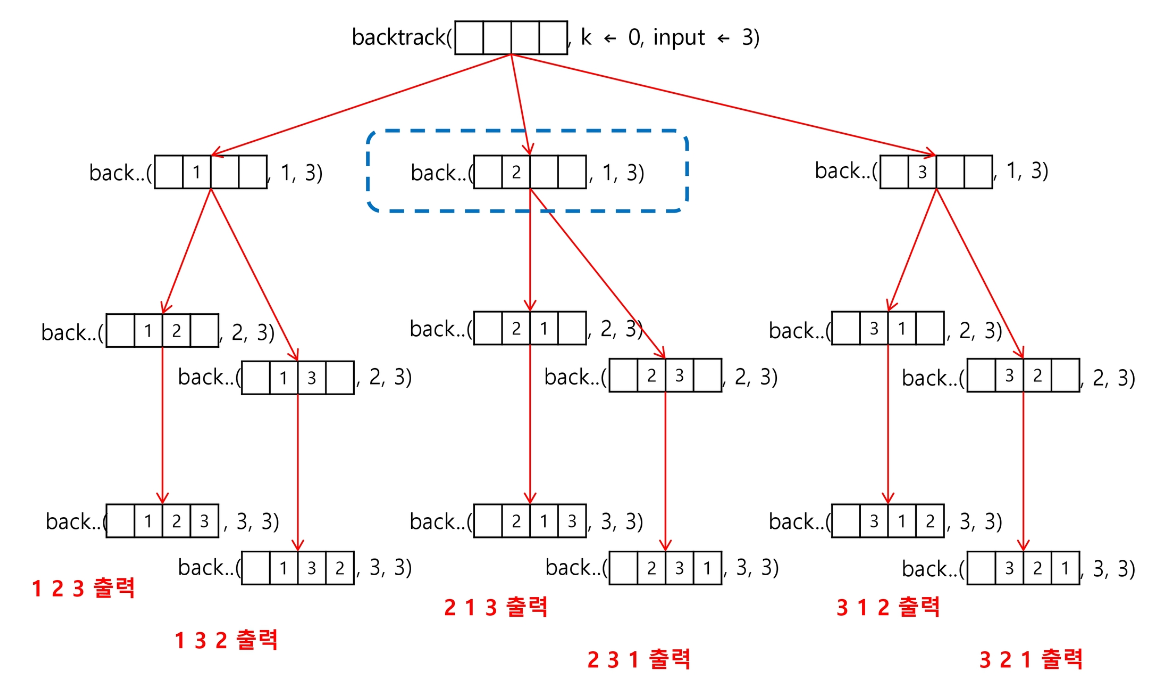 backtrack( , k ← 0, input ← 3)
back..( 1 , 1, 3)
back..( 2 , 1, 3)
back..( 3 , 1, 3)
back..( 1 2 , 2, 3)
back..( 2 1 , 2, 3)
back..( 3 1 , 2, 3)
back..( 1 3 , 2, 3)
back..( 2 3 , 2, 3)
back..( 3 2 , 2, 3)
back..( 1 2 3 , 3, 3)
back..( 2 1 3 , 3, 3)
back..( 3 1 2 , 3, 3)
back..( 1 3 2 , 3, 3)
back..( 2 3 1 , 3, 3)
back..( 3 2 1 , 3, 3)
1 2 3 출력
2 1 3 출력
3 1 2 출력
1 3 2 출력
2 3 1 출력
3 2 1 출력